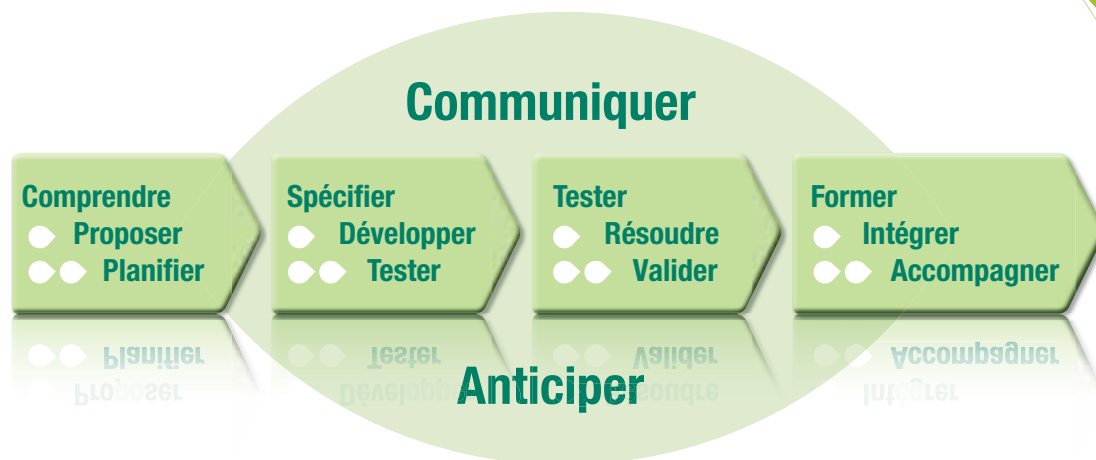 Communiquer
Comprendre
Proposer
Planifier
Spécifier
Développer
Tester
Tester
Résoudre
Valider
Former
Intégrer
Accompagner
Anticiper